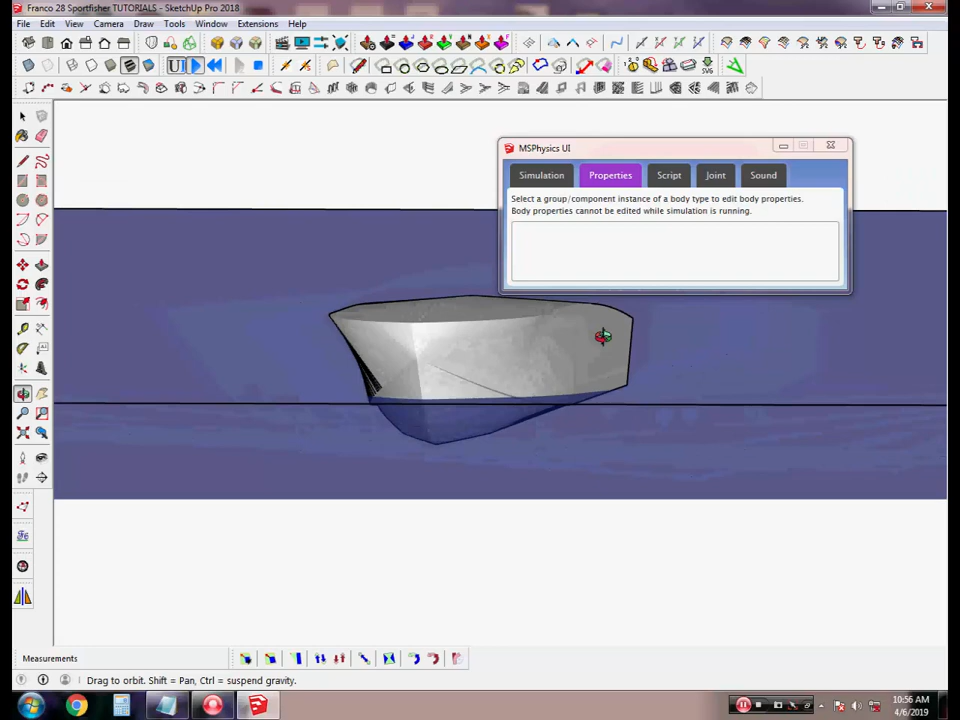 Franco 28 Sportfisher TUTORIALS - SketchUp Pro 2018
File Edit View Camera Draw Tools Window Extensions Help
UI
SVG
MSPhysics UI
Simulation Properties Script Joint Sound
Select a group/component instance of a body type to edit body properties.
Body properties cannot be edited while simulation is running.
Measurements
Drag to orbit. Shift = Pan, Ctrl = suspend gravity.
10:56 AM
4/6/2019